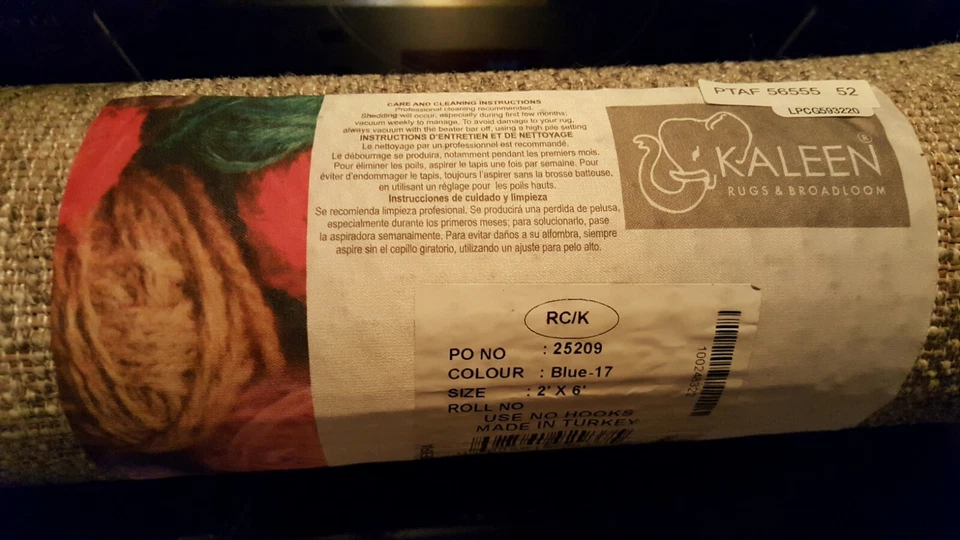 CARE AND CLEANING INSTRUCTIONS
Professional cleaning recommended.
Shedding will occur, especially during first few months;
vacuum weekly to manage. To avoid damage to your rug,
always vacuum with the beater bar off, using a high pile setting
INSTRUCTIONS D'ENTRETIEN ET DE NETTOYAGE
Le nettoyage par un professionnel est recommandé.
Le débourrage se produira, notamment pendant les premiers mois.
Pour éliminer les poils, aspirer le tapis une fois par semaine. Pour
éviter d'endommager le tapis, toujours l'aspirer sans la brosse batteuse,
en utilisant un réglage pour les poils hauts.
Instrucciones de cuidado y limpieza
Se recomienda limpieza profesional. Se producirá una perdida de pelusa,
especialmente durante los primeros meses; para solucionarlo, pase
la aspiradora semanalmente. Para evitar daños a su alfombra, siempre
aspire sin el cepillo giratorio, utilizando un ajuste para pelo alto.
PTAF 56555 52
LPCG593220
KALEEN®
RUGS & BROADLOOM
RC/K
PO NO : 25209
COLOUR : Blue-17
SIZE : 2' X 6'
ROLL NO
USE NO HOOKS
MADE IN TURKEY